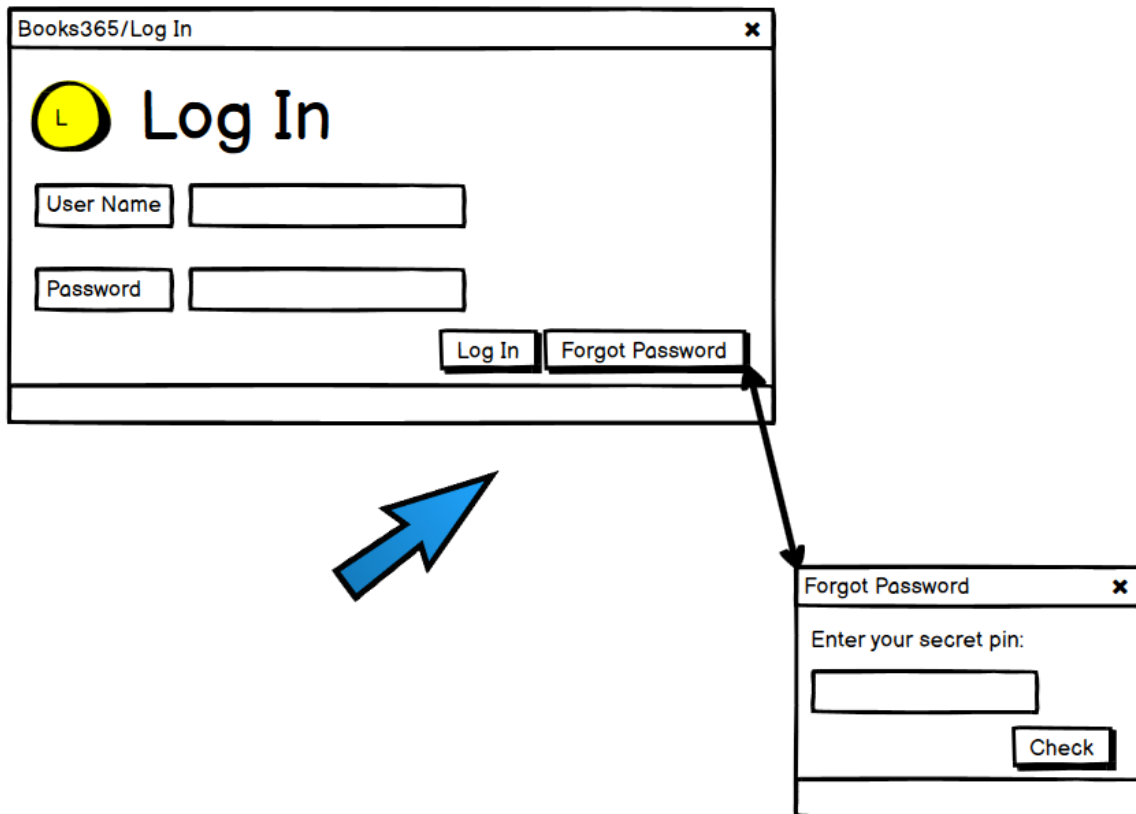 Books365/Log In
L
Log In
User Name
Password
Log In
Forgot Password
Forgot Password
Enter your secret pin:
Check